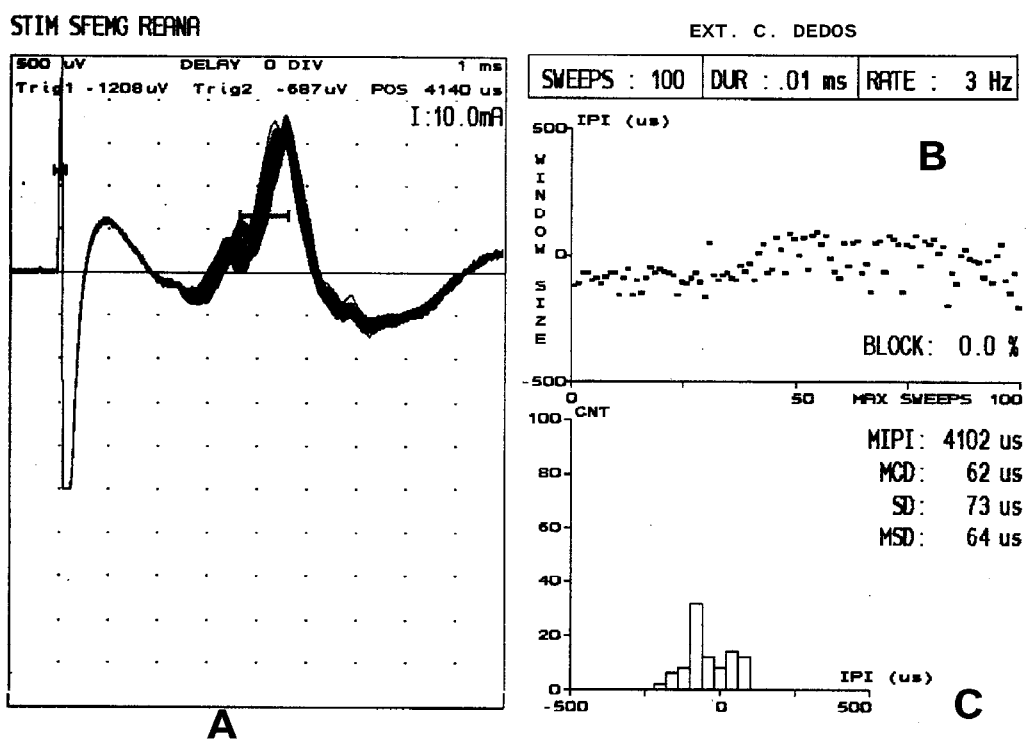 STIM SFEMG REANA
500 uV DELAY 0 DIV 1 ms
Trig1 -1208uV Trig2 -687uV POS 4140 us
I:10.0mA
A
EXT. C. DEDOS
SWEEPS : 100 DUR : .01 ms RATE : 3 Hz
500 IPI (us)
B
WINDOW SIZE
0
BLOCK: 0.0 %
-500
0 50 MAX SWEEPS 100
100 CNT
MIPI: 4102 us
80 MCD: 62 us
SD: 73 us
60 MSD: 64 us
40
20
0 IPI (us)
-500 0 500
C